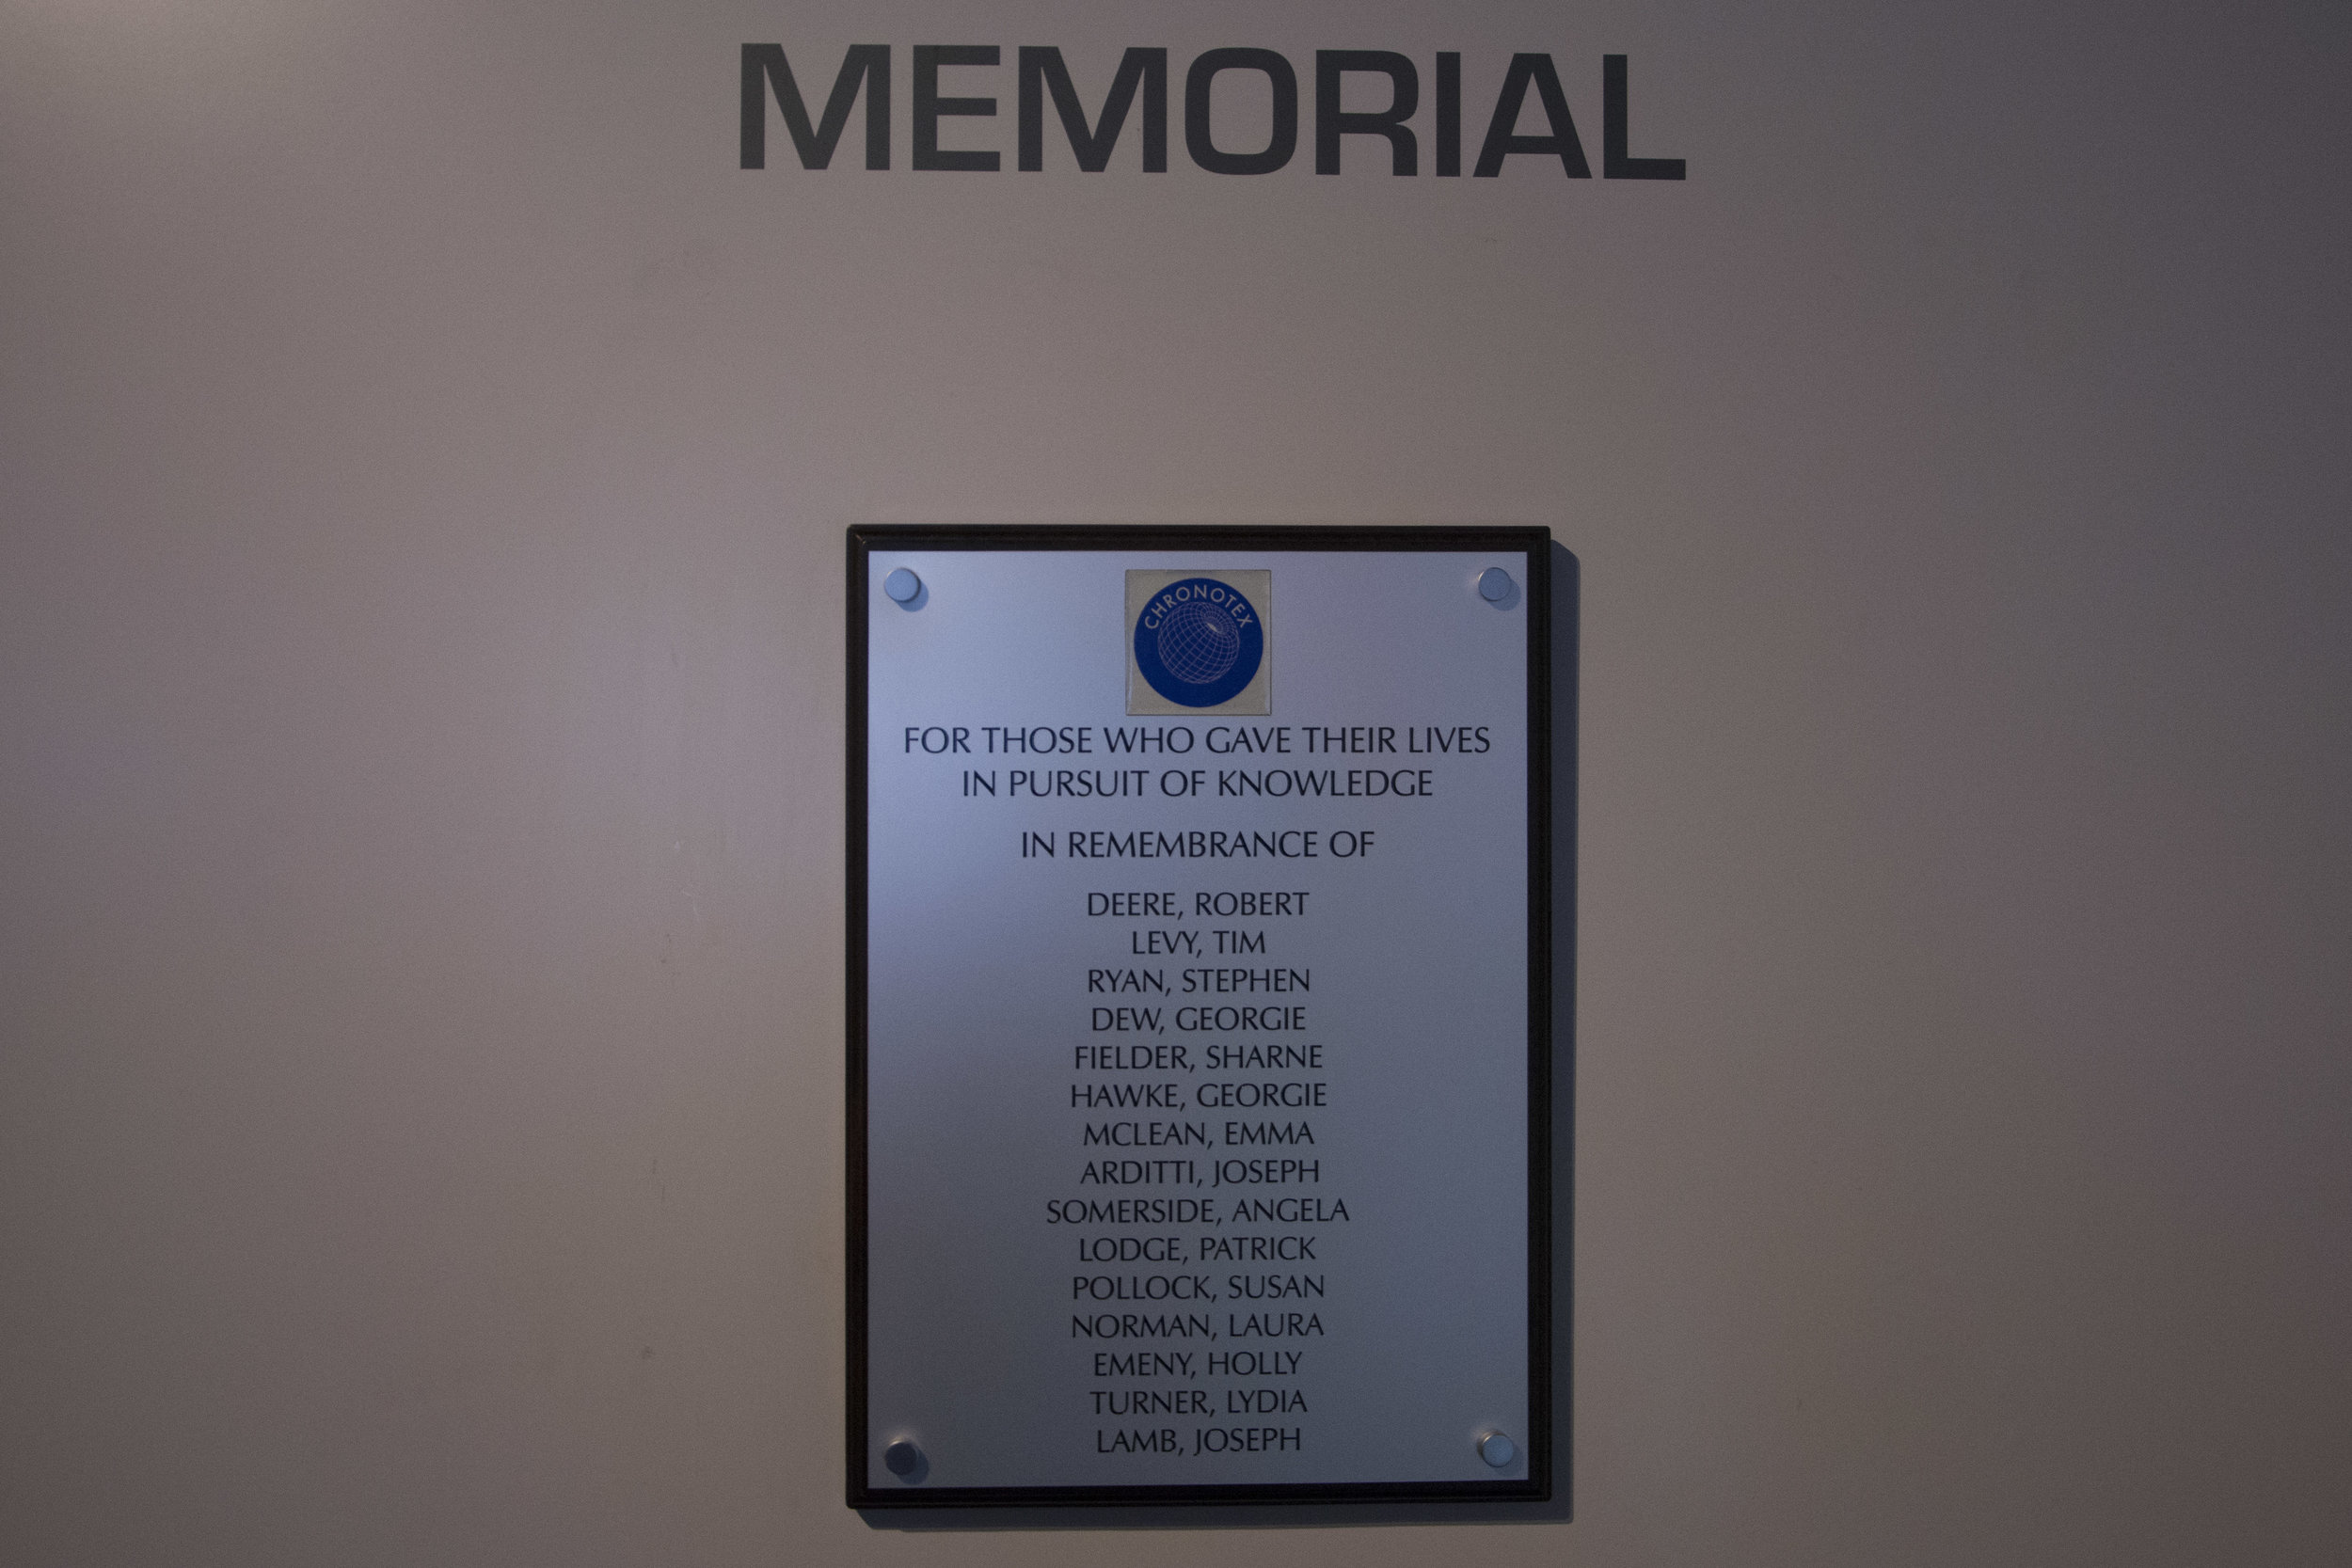 MEMORIAL
CHRONOTEX
FOR THOSE WHO GAVE THEIR LIVES
IN PURSUIT OF KNOWLEDGE
IN REMEMBRANCE OF
DEERE, ROBERT
LEVY, TIM
RYAN, STEPHEN
DEW, GEORGIE
FIELDER, SHARNE
HAWKE, GEORGIE
MCLEAN, EMMA
ARDITTI, JOSEPH
SOMERSIDE, ANGELA
LODGE, PATRICK
POLLOCK, SUSAN
NORMAN, LAURA
EMENY, HOLLY
TURNER, LYDIA
LAMB, JOSEPH